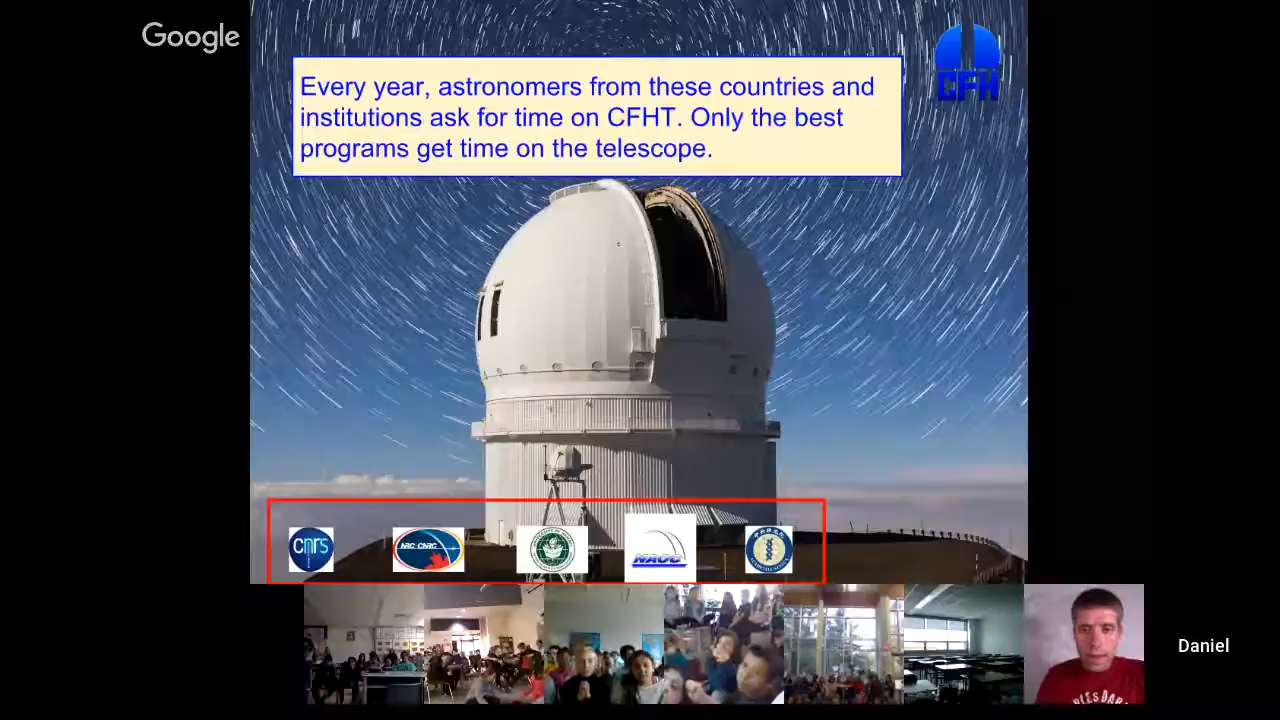 Google
Every year, astronomers from these countries and
institutions ask for time on CFHT. Only the best
programs get time on the telescope.
CFH
cnrs
NRC·CNRC
NAOC
Daniel